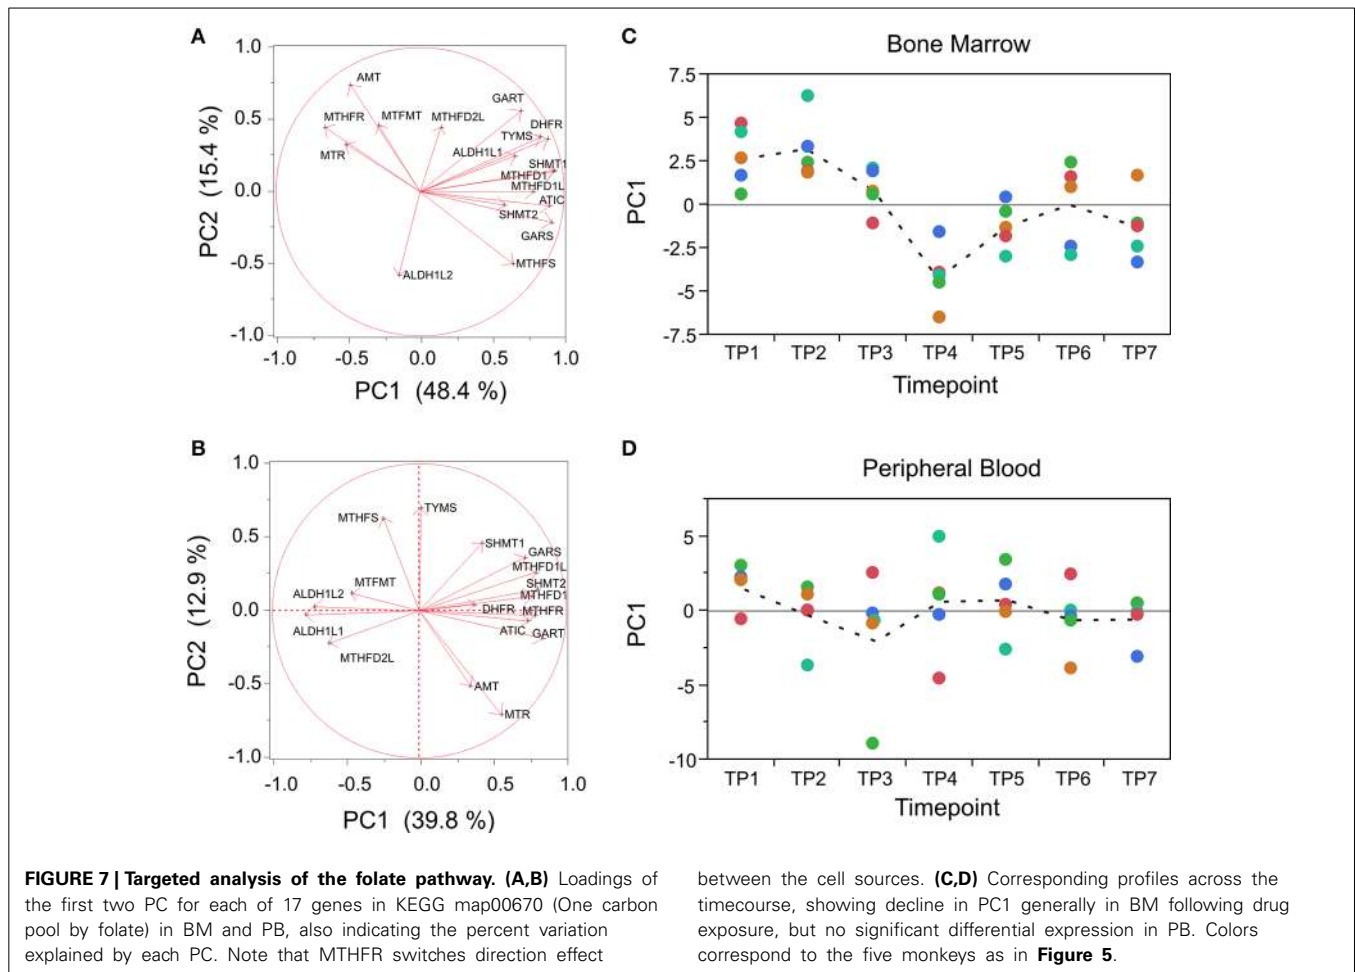 A
1.0
0.5
0.0
-0.5
-1.0
PC2 (15.4 %)
AMT
GART
MTHFR
MTFMT
MTHFD2L
DHFR
TYMS
MTR
ALDH1L1
SHMT1
MTHFD1
MTHFD1L
ATIC
SHMT2
GARS
MTHFS
ALDH1L2
-1.0 -0.5 0.0 0.5 1.0
PC1 (48.4 %)
C
Bone Marrow
7.5
5
2.5
0
-2.5
-5
-7.5
PC1
TP1 TP2 TP3 TP4 TP5 TP6 TP7
Timepoint
B
1.0
0.5
0.0
-0.5
-1.0
PC2 (12.9 %)
MTHFS
TYMS
SHMT1
GARS
MTHFD1L
MTFMT
SHMT2
ALDH1L2
MTHFD1
DHFR MTHFR
ALDH1L1
ATIC GART
MTHFD2L
AMT
MTR
-1.0 -0.5 0.0 0.5 1.0
PC1 (39.8 %)
D
Peripheral Blood
5
0
-5
-10
PC1
TP1 TP2 TP3 TP4 TP5 TP6 TP7
Timepoint
FIGURE 7 | Targeted analysis of the folate pathway. (A,B) Loadings of
the first two PC for each of 17 genes in KEGG map00670 (One carbon
pool by folate) in BM and PB, also indicating the percent variation
explained by each PC. Note that MTHFR switches direction effect
between the cell sources. (C,D) Corresponding profiles across the
timecourse, showing decline in PC1 generally in BM following drug
exposure, but no significant differential expression in PB. Colors
correspond to the five monkeys as in Figure 5.